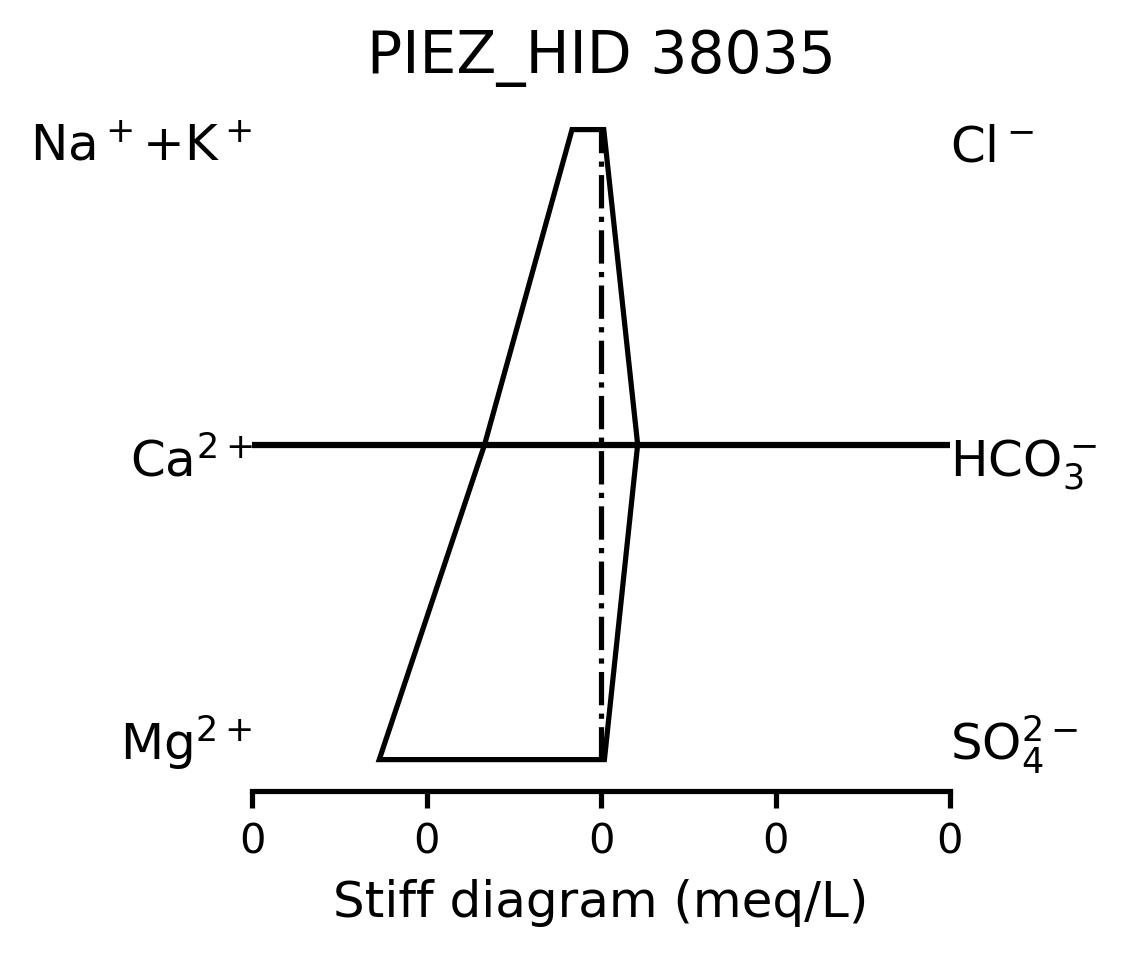 PIEZ_HID 38035
Na⁺+K⁺ Cl⁻
Ca²⁺ HCO₃⁻
Mg²⁺ SO₄²⁻
0 0 0 0 0
Stiff diagram (meq/L)